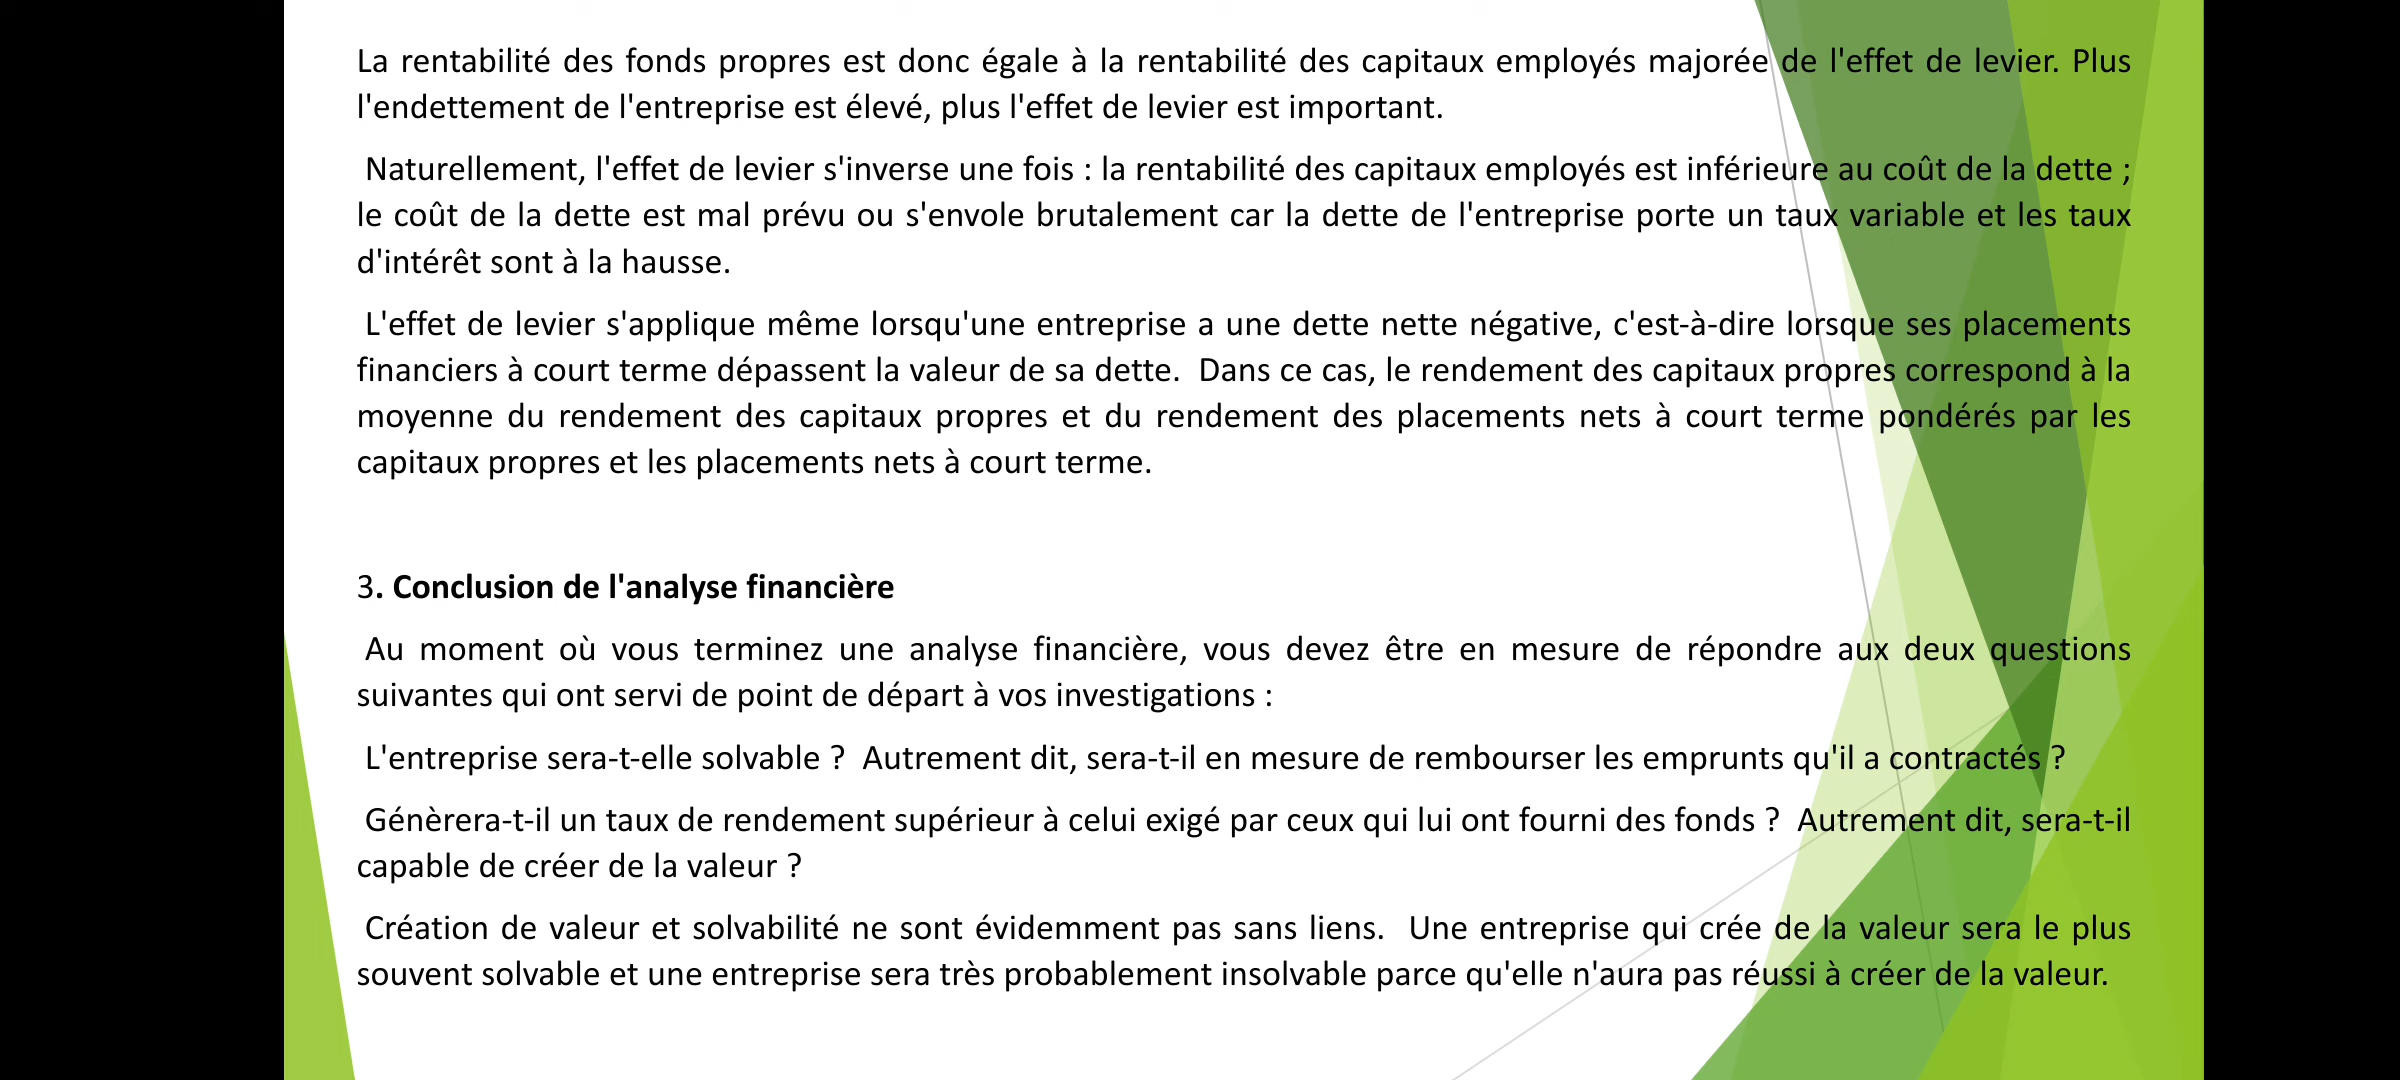 La rentabilité des fonds propres est donc égale à la rentabilité des capitaux employés majorée de l'effet de levier. Plus
l'endettement de l'entreprise est élevé, plus l'effet de levier est important.
Naturellement, l'effet de levier s'inverse une fois : la rentabilité des capitaux employés est inférieure au coût de la dette ;
le coût de la dette est mal prévu ou s'envole brutalement car la dette de l'entreprise porte un taux variable et les taux
d'intérêt sont à la hausse.
L'effet de levier s'applique même lorsqu'une entreprise a une dette nette négative, c'est-à-dire lorsque ses placements
financiers à court terme dépassent la valeur de sa dette.  Dans ce cas, le rendement des capitaux propres correspond à la
moyenne du rendement des capitaux propres et du rendement des placements nets à court terme pondérés par les
capitaux propres et les placements nets à court terme.
3. Conclusion de l'analyse financière
Au moment où vous terminez une analyse financière, vous devez être en mesure de répondre aux deux questions
suivantes qui ont servi de point de départ à vos investigations :
L'entreprise sera-t-elle solvable ?  Autrement dit, sera-t-il en mesure de rembourser les emprunts qu'il a contractés ?
Génèrera-t-il un taux de rendement supérieur à celui exigé par ceux qui lui ont fourni des fonds ?  Autrement dit, sera-t-il
capable de créer de la valeur ?
Création de valeur et solvabilité ne sont évidemment pas sans liens.  Une entreprise qui crée de la valeur sera le plus
souvent solvable et une entreprise sera très probablement insolvable parce qu'elle n'aura pas réussi à créer de la valeur.